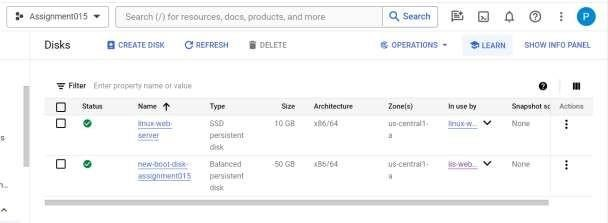 Assignment015 Search (/) for resources, docs, products, and more Search P
Disks CREATE DISK REFRESH DELETE OPERATIONS LEARN SHOW INFO PANEL
Filter Enter property name or value
Status Name Type Size Architecture Zone(s) In use by Snapshot sc Actions
linux-web-server SSD persistent disk 10 GB x86/64 us-central1-a linux-w... None
new-boot-disk-assignment015 Balanced persistent disk 50 GB x86/64 us-central1-a iis-web... None